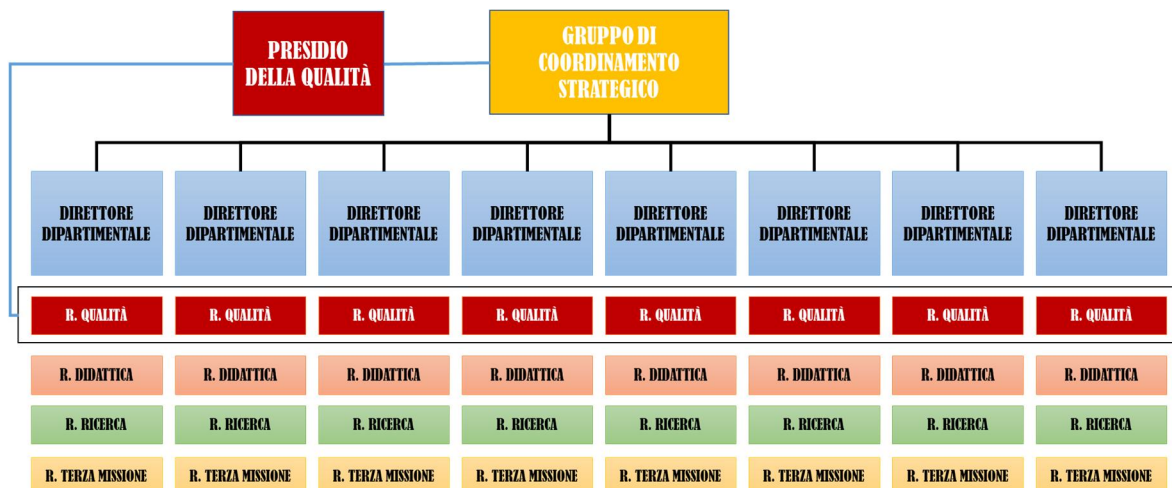 PRESIDIO
DELLA QUALITÀ
GRUPPO DI
COORDINAMENTO
STRATEGICO
DIRETTORE
DIPARTIMENTALE
DIRETTORE
DIPARTIMENTALE
DIRETTORE
DIPARTIMENTALE
DIRETTORE
DIPARTIMENTALE
DIRETTORE
DIPARTIMENTALE
DIRETTORE
DIPARTIMENTALE
DIRETTORE
DIPARTIMENTALE
DIRETTORE
DIPARTIMENTALE
R. QUALITÀ
R. QUALITÀ
R. QUALITÀ
R. QUALITÀ
R. QUALITÀ
R. QUALITÀ
R. QUALITÀ
R. QUALITÀ
R. DIDATTICA
R. DIDATTICA
R. DIDATTICA
R. DIDATTICA
R. DIDATTICA
R. DIDATTICA
R. DIDATTICA
R. DIDATTICA
R. RICERCA
R. RICERCA
R. RICERCA
R. RICERCA
R. RICERCA
R. RICERCA
R. RICERCA
R. RICERCA
R. TERZA MISSIONE
R. TERZA MISSIONE
R. TERZA MISSIONE
R. TERZA MISSIONE
R. TERZA MISSIONE
R. TERZA MISSIONE
R. TERZA MISSIONE
R. TERZA MISSIONE